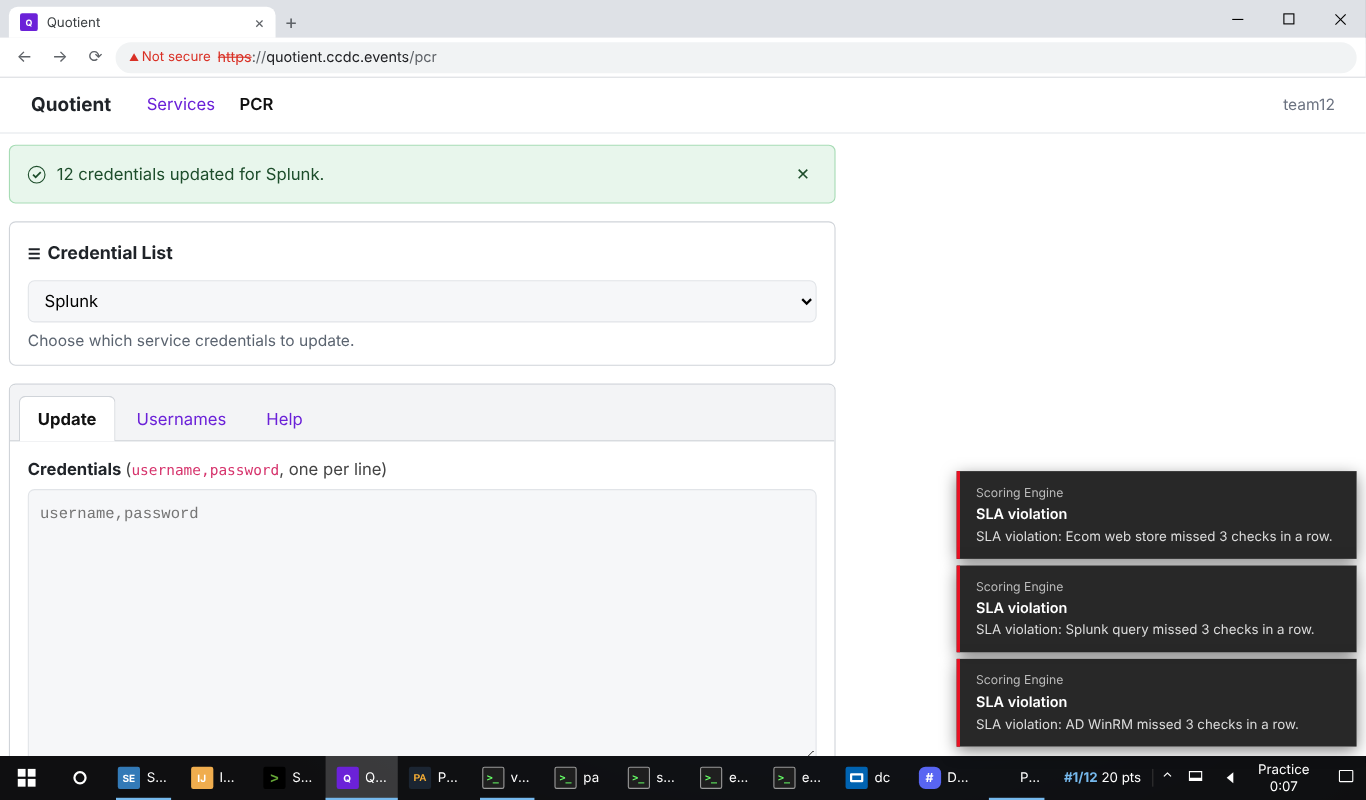 Q Quotient
Not secure https://quotient.ccdc.events/pcr
Quotient Services PCR team12
12 credentials updated for Splunk.
Credential List
Splunk
Choose which service credentials to update.
Update Usernames Help
Credentials (username,password, one per line)
username,password
Scoring Engine
SLA violation
SLA violation: Ecom web store missed 3 checks in a row.
Scoring Engine
SLA violation
SLA violation: Splunk query missed 3 checks in a row.
Scoring Engine
SLA violation
SLA violation: AD WinRM missed 3 checks in a row.
SE S... IJ I... > S... Q Q... PA P... >_ v... >_ pa >_ s... >_ e... >_ e... dc # D... P... #1/12 20 pts Practice
0:07